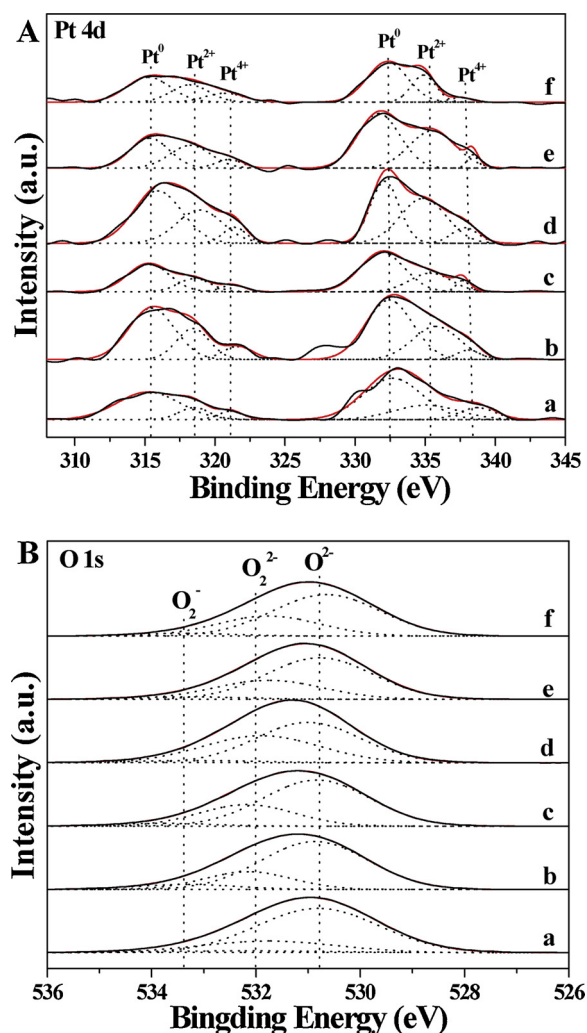 A Pt 4d
Pt⁰ Pt²⁺ Pt⁴⁺ Pt⁰ Pt²⁺ Pt⁴⁺
f
e
d
c
b
a
Intensity (a.u.)
310 315 320 325 330 335 340 345
Binding Energy (eV)
B O 1s
O₂⁻ O₂²⁻ O²⁻
f
e
d
c
b
a
Intensity (a.u.)
536 534 532 530 528 526
Bingding Energy (eV)